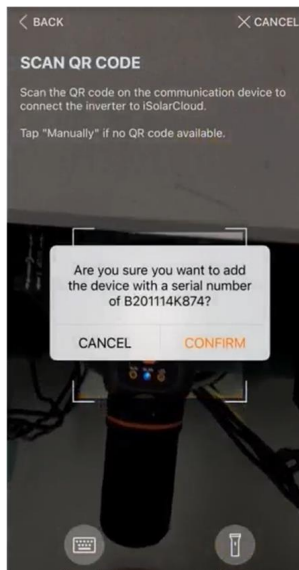 BACK
CANCEL
SCAN QR CODE
Scan the QR code on the communication device to
connect the inverter to iSolarCloud.
Tap "Manually" if no QR code available.
Are you sure you want to add
the device with a serial number
of B201114K874?
CANCEL
CONFIRM